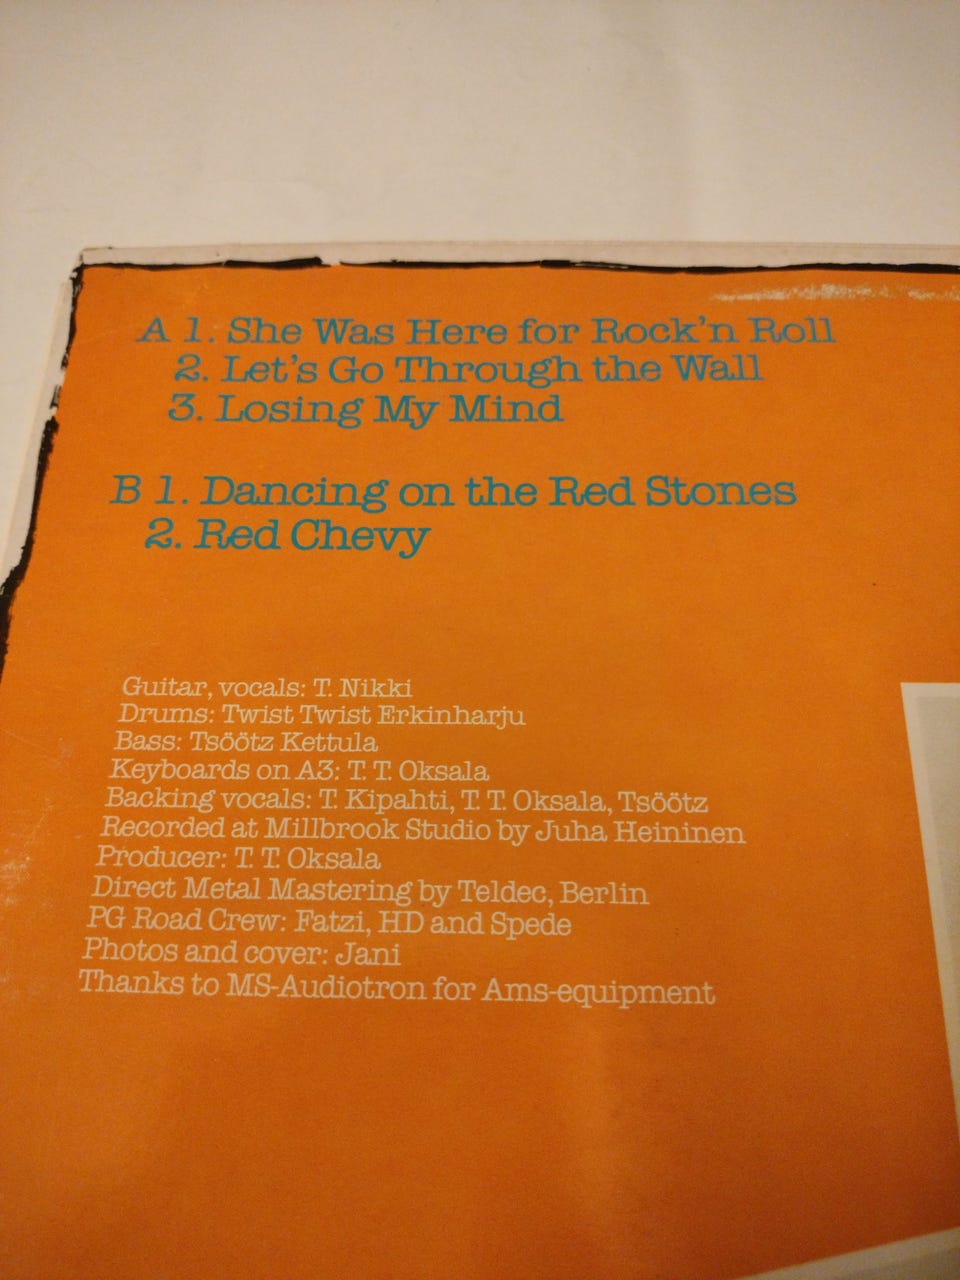 A 1. She Was Here for Rock'n Roll
2. Let's Go Through the Wall
3. Losing My Mind
B 1. Dancing on the Red Stones
2. Red Chevy
Guitar, vocals: T. Nikki
Drums: Twist Twist Erkinharju
Bass: Tsöötz Kettula
Keyboards on A3: T. T. Oksala
Backing vocals: T. Kipahti, T. T. Oksala, Tsöötz
Recorded at Millbrook Studio by Juha Heininen
Producer: T. T. Oksala
Direct Metal Mastering by Teldec, Berlin
PG Road Crew: Fatzi, HD and Spede
Photos and cover: Jani
Thanks to MS-Audiotron for Ams-equipment